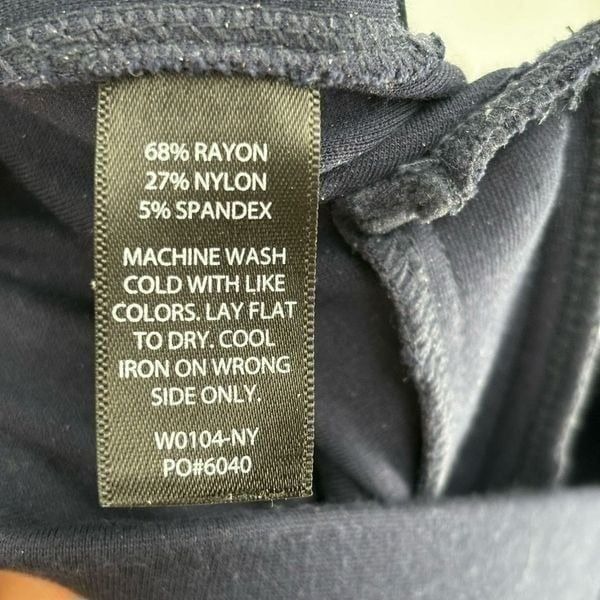 68% RAYON
27% NYLON
5% SPANDEX
MACHINE WASH
COLD WITH LIKE
COLORS. LAY FLAT
TO DRY. COOL
IRON ON WRONG
SIDE ONLY.
W0104-NY
PO#6040